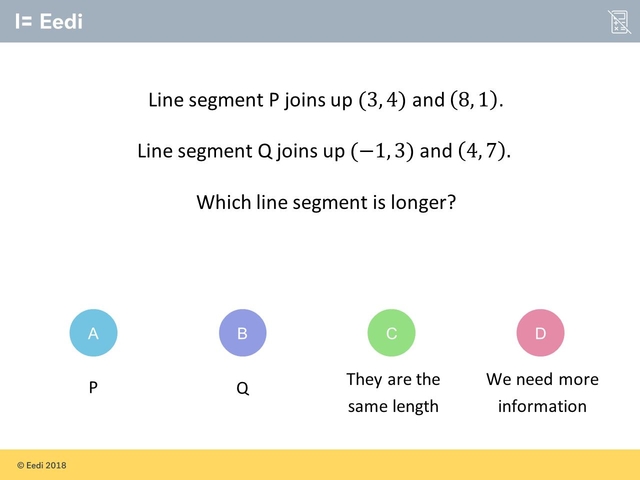 Eedi
Line segment P joins up (3, 4) and (8, 1).
Line segment Q joins up (−1, 3) and (4, 7).
Which line segment is longer?
A
B
C
D
P
Q
They are the
same length
We need more
information
© Eedi 2018